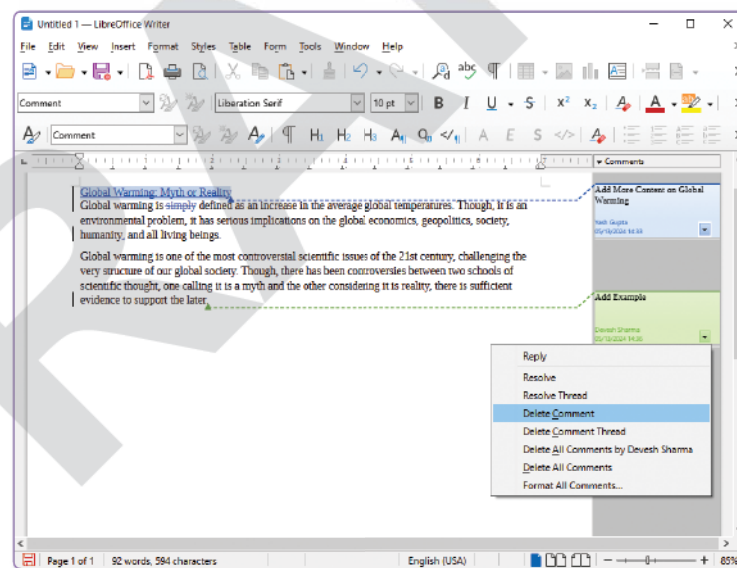 Untitled 1 — LibreOffice Writer
File Edit View Insert Format Styles Table Form Tools Window Help
Comment Liberation Serif 10 pt B I U S X² X₂ A A
Comment ¶ H1 H2 H3 A E S </> A
Comments
Global Warming: Myth or Reality
Global warming is simply defined as an increase in the average global temperatures. Though, it is an
environmental problem, it has serious implications on the global economics, geopolitics, society,
humanity, and all living beings.
Global warming is one of the most controversial scientific issues of the 21st century, challenging the
very structure of our global society. Though, there has been controversies between two schools of
scientific thought, one calling it is a myth and the other considering it is reality, there is sufficient
evidence to support the later.
Add More Content on Global
Warming
Gupta
Add Example
Devesh Sharma
Reply
Resolve
Resolve Thread
Delete Comment
Delete Comment Thread
Delete All Comments by Devesh Sharma
Delete All Comments
Format All Comments...
Page 1 of 1 92 words, 594 characters English (USA) 85%